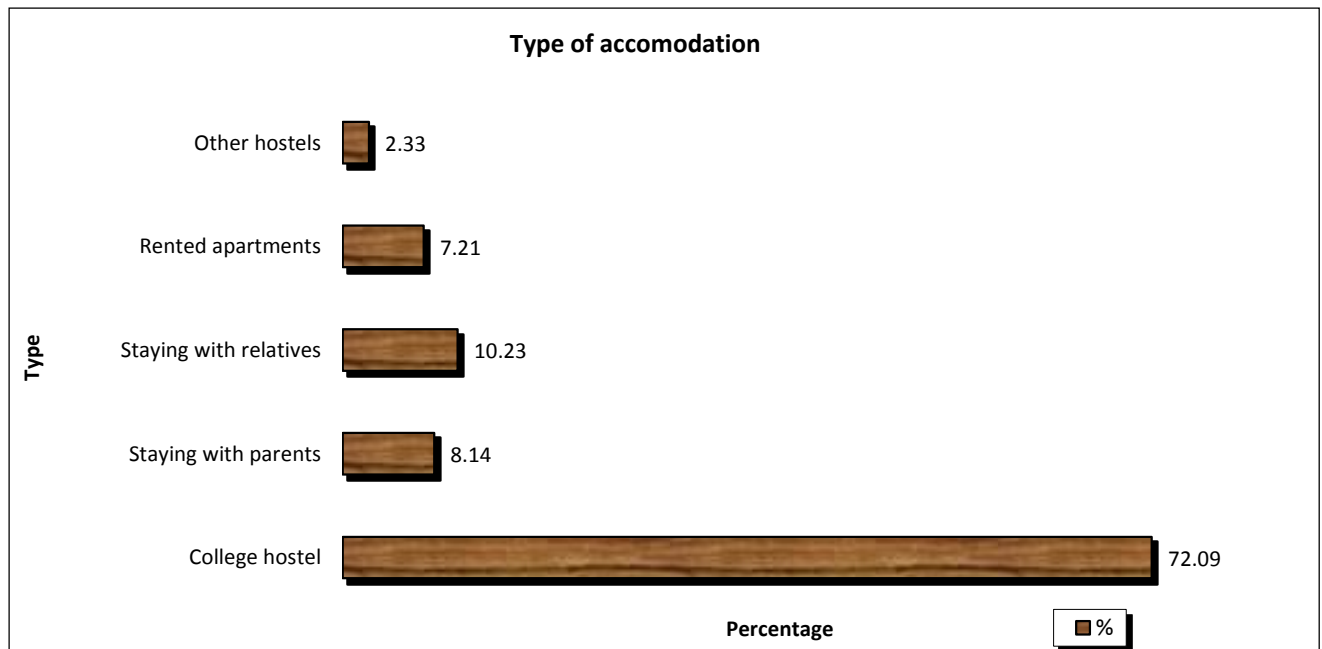 Type of accomodation
Other hostels 2.33
Rented apartments 7.21
Staying with relatives 10.23
Type
Staying with parents 8.14
College hostel 72.09
Percentage
%